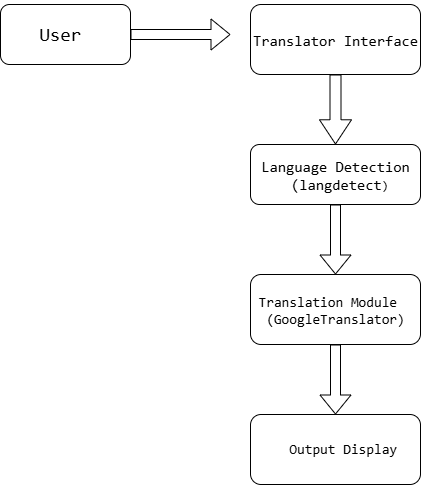 User
Translator Interface
Language Detection
(langdetect)
Translation Module
(GoogleTranslator)
Output Display